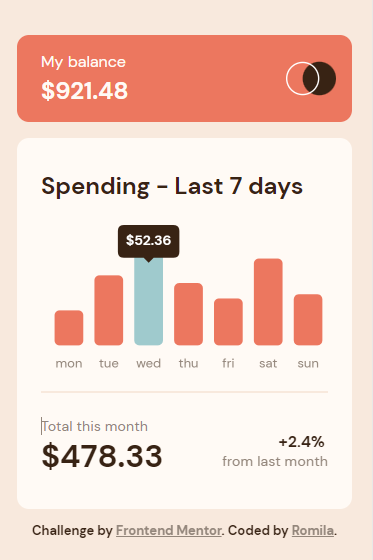 My balance
$921.48
Spending - Last 7 days
$52.36
mon tue wed thu fri sat sun
Total this month
$478.33
+2.4%
from last month
Challenge by Frontend Mentor. Coded by Romila.